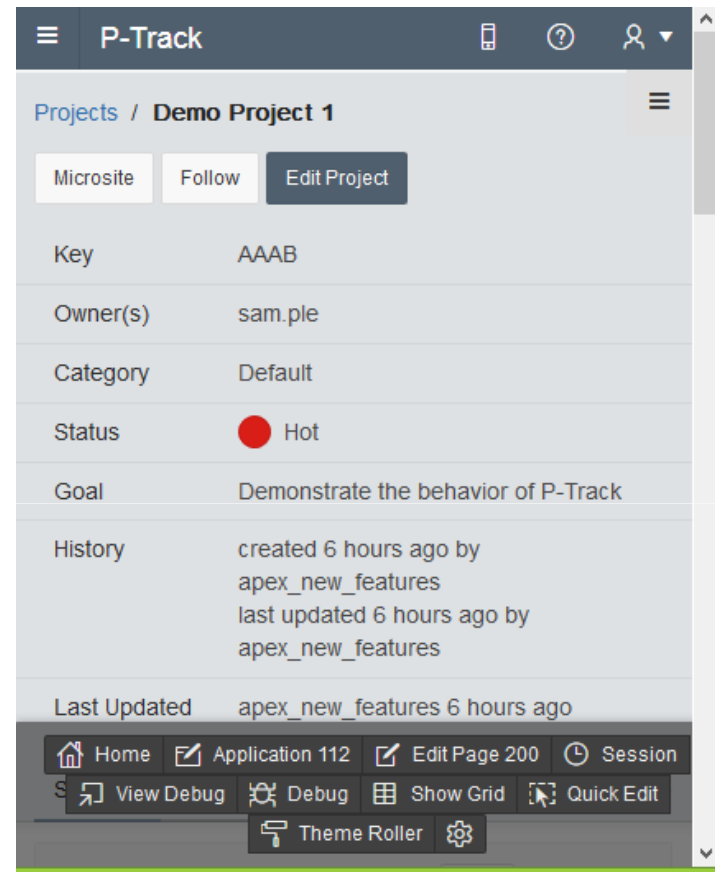 P-Track
Projects / Demo Project 1
Microsite Follow Edit Project
Key AAAB
Owner(s) sam.ple
Category Default
Status Hot
Goal Demonstrate the behavior of P-Track
History created 6 hours ago by
apex_new_features
last updated 6 hours ago by
apex_new_features
Last Updated apex_new_features 6 hours ago
Home Application 112 Edit Page 200 Session
View Debug Debug Show Grid Quick Edit
Theme Roller